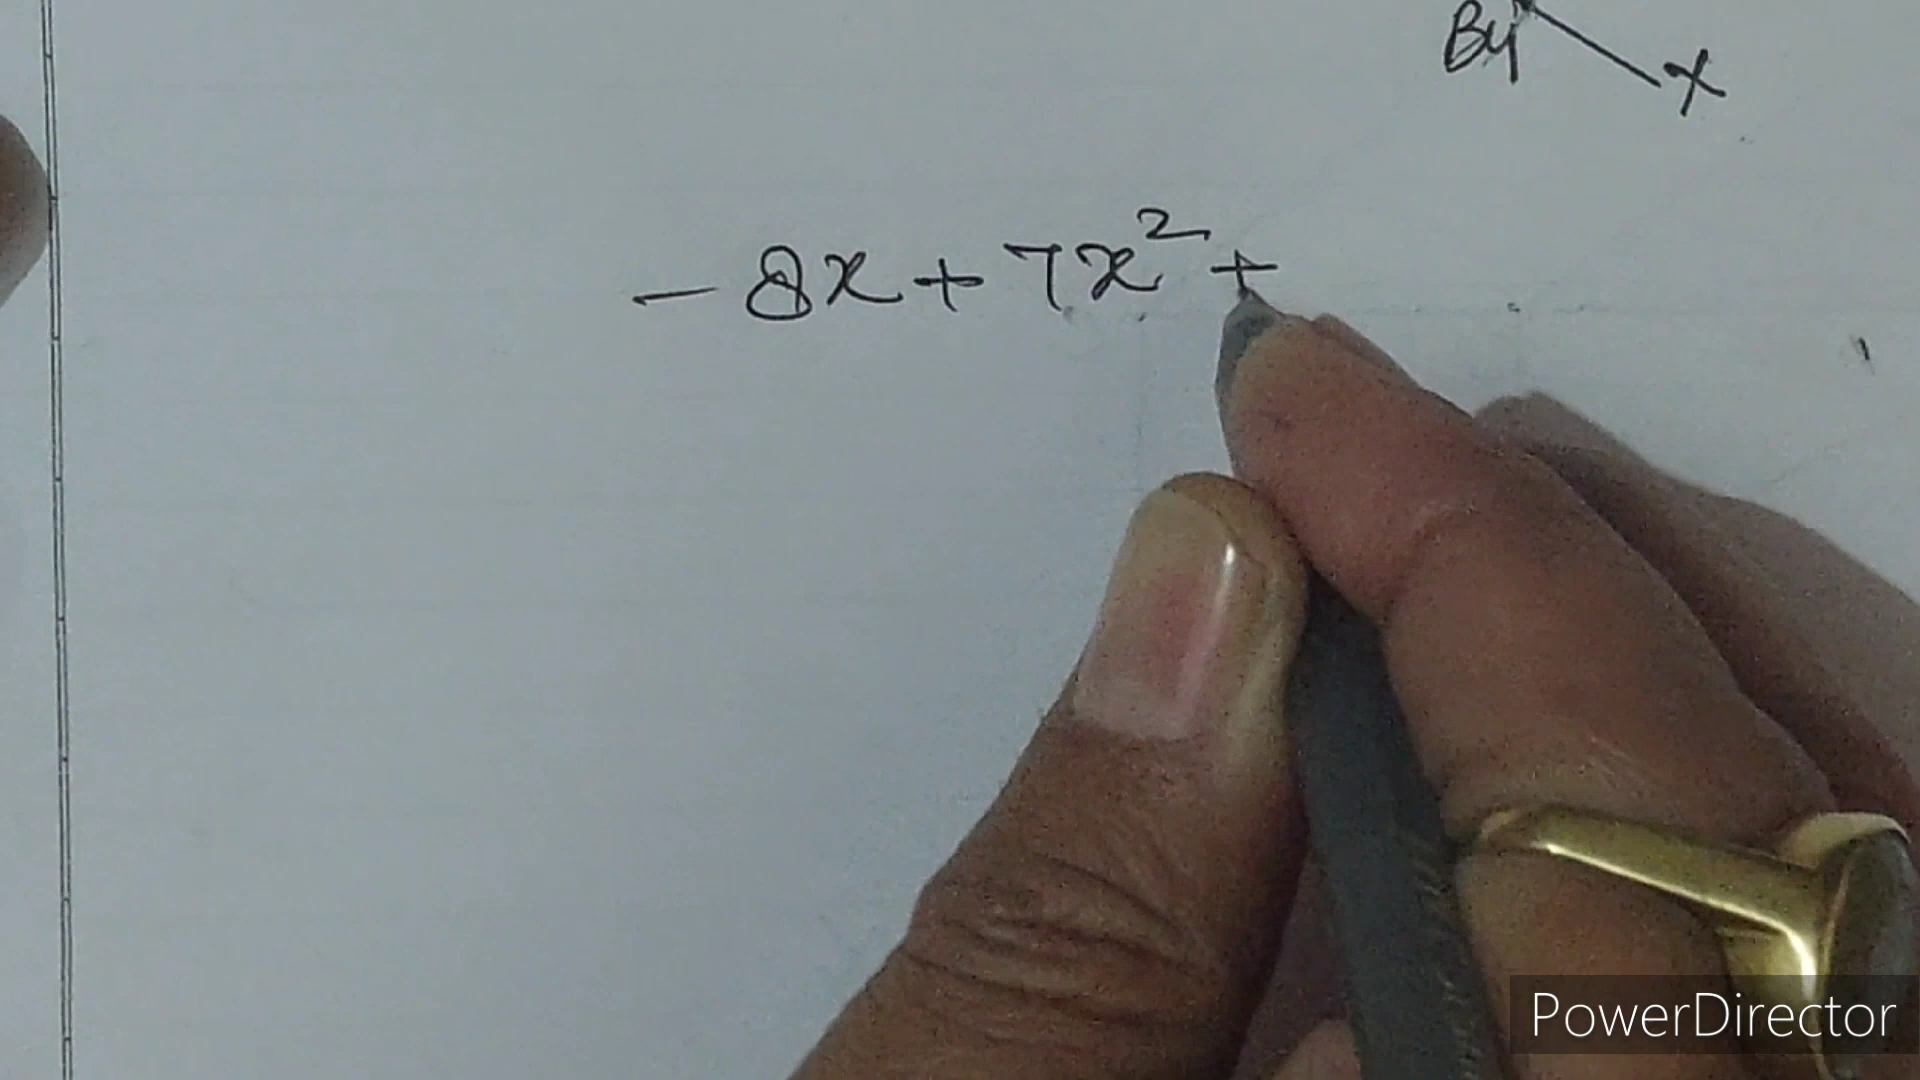 By x
- 8x + 7x² +
PowerDirector